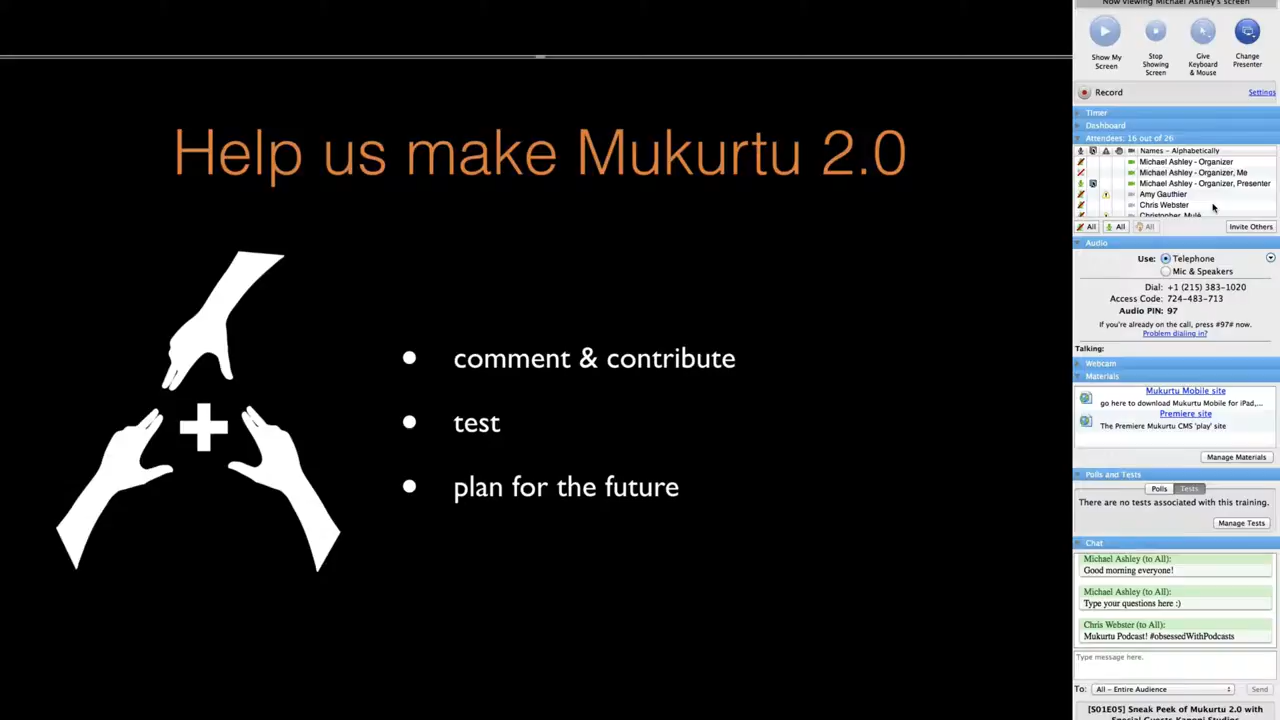 Help us make Mukurtu 2.0
comment & contribute
test
plan for the future
Now viewing Michael Ashley's screen
Show My Screen
Stop Showing Screen
Give Keyboard & Mouse
Change Presenter
Record
Settings
Timer
Dashboard
Attendees: 16 out of 26
Names - Alphabetically
Michael Ashley - Organizer
Michael Ashley - Organizer, Me
Michael Ashley - Organizer, Presenter
Amy Gauthier
Chris Webster
Christopher Mulé
All
All
All
Invite Others
Audio
Use: Telephone
Mic & Speakers
Dial: +1 (215) 383-1020
Access Code: 724-483-713
Audio PIN: 97
If you're already on the call, press #97# now.
Problem dialing in?
Talking:
Webcam
Materials
Mukurtu Mobile site
go here to download Mukurtu Mobile for iPad,...
Premiere site
The Premiere Mukurtu CMS 'play' site
Manage Materials
Polls and Tests
Polls Tests
There are no tests associated with this training.
Manage Tests
Chat
Michael Ashley (to All):
Good morning everyone!
Michael Ashley (to All):
Type your questions here :)
Chris Webster (to All):
Mukurtu Podcast! #obsessedWithPodcasts
Type message here.
To: All - Entire Audience
Send
[S01E05] Sneak Peek of Mukurtu 2.0 with
Special Guests Kanopi Studios